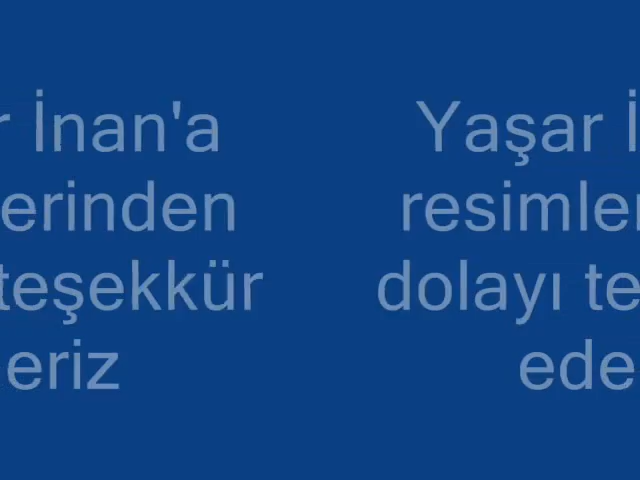 r İnan'a
erinden
teşekkür
eriz
Yaşar İ
resimler
dolayı te
ede